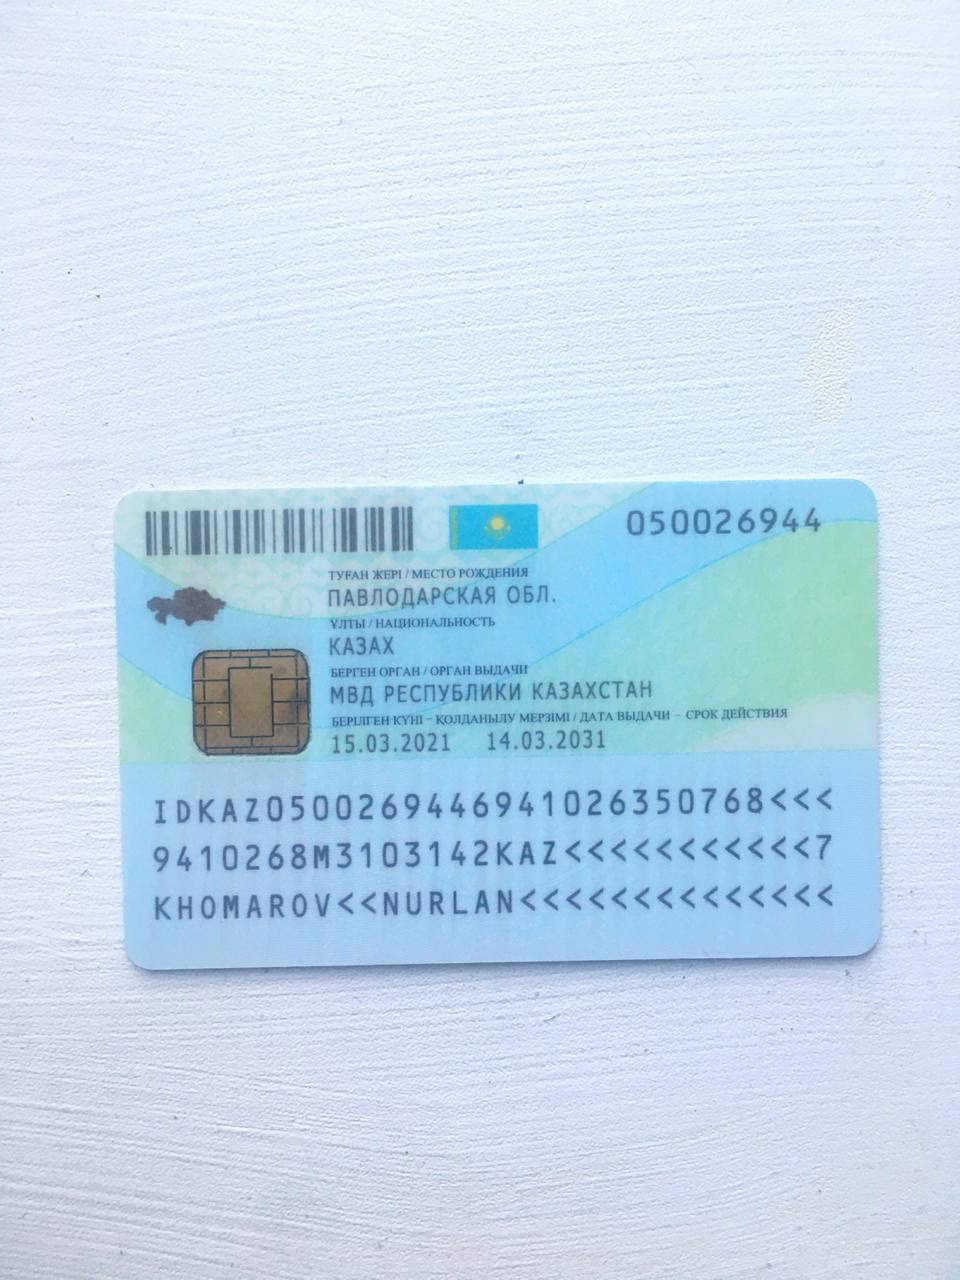 050026944
ТУҒАН ЖЕРІ / МЕСТО РОЖДЕНИЯ
ПАВЛОДАРСКАЯ ОБЛ.
ҰЛТЫ / НАЦИОНАЛЬНОСТЬ
КАЗАХ
БЕРГЕН ОРГАН / ОРГАН ВЫДАЧИ
МВД РЕСПУБЛИКИ КАЗАХСТАН
БЕРІЛГЕН КҮНІ – ҚОЛДАНЫЛУ МЕРЗІМІ / ДАТА ВЫДАЧИ – СРОК ДЕЙСТВИЯ
15.03.2021 14.03.2031
IDKAZ0500269446941026350768<<<
9410268M3103142KAZ<<<<<<<<<<<7
KHOMAROV<<NURLAN<<<<<<<<<<<<<<